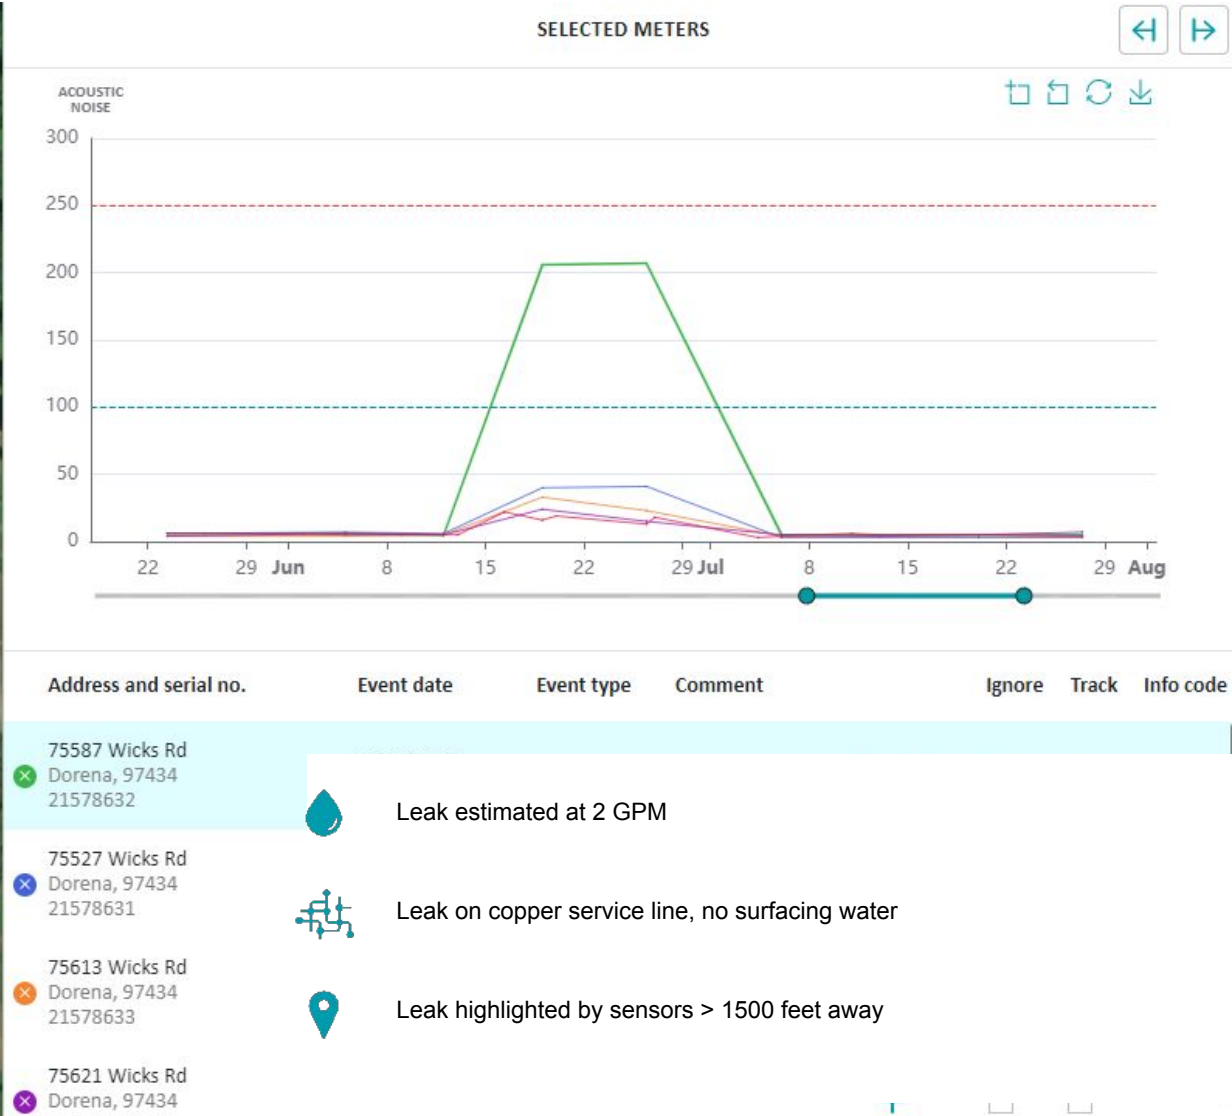 SELECTED METERS
ACOUSTIC
NOISE
300
250
200
150
100
50
0
22 29 Jun 8 15 22 29 Jul 8 15 22 29 Aug
Address and serial no. Event date Event type Comment Ignore Track Info code
75587 Wicks Rd
Dorena, 97434
21578632
Leak estimated at 2 GPM
75527 Wicks Rd
Dorena, 97434
21578631
Leak on copper service line, no surfacing water
75613 Wicks Rd
Dorena, 97434
21578633
Leak highlighted by sensors > 1500 feet away
75621 Wicks Rd
Dorena, 97434